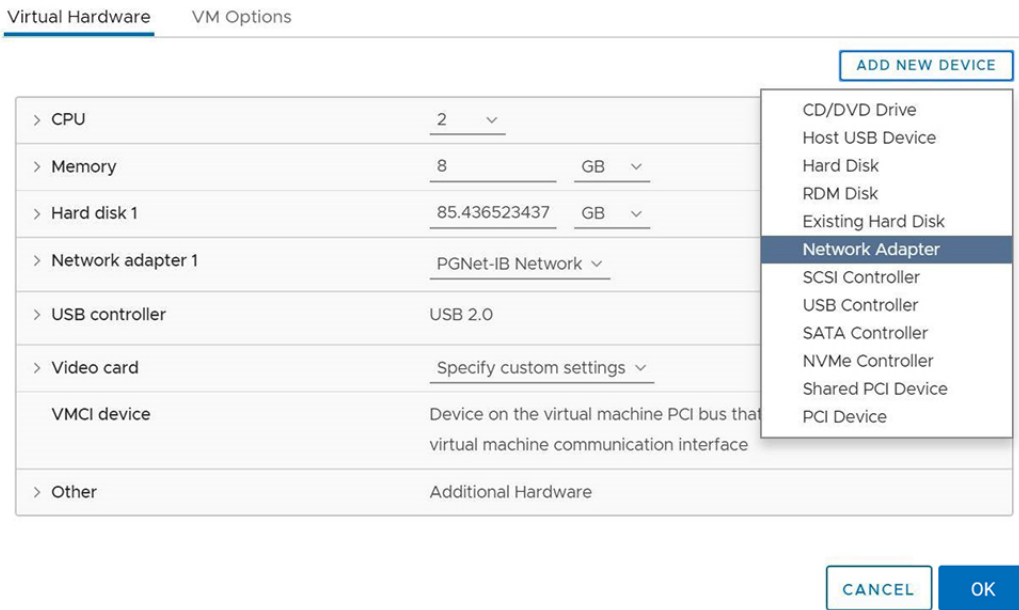 Virtual Hardware VM Options
ADD NEW DEVICE
CPU 2
Memory 8 GB
Hard disk 1 85.436523437 GB
Network adapter 1 PGNet-IB Network
USB controller USB 2.0
Video card Specify custom settings
VMCI device Device on the virtual machine PCI bus that
virtual machine communication interface
Other Additional Hardware
CD/DVD Drive
Host USB Device
Hard Disk
RDM Disk
Existing Hard Disk
Network Adapter
SCSI Controller
USB Controller
SATA Controller
NVMe Controller
Shared PCI Device
PCI Device
CANCEL OK